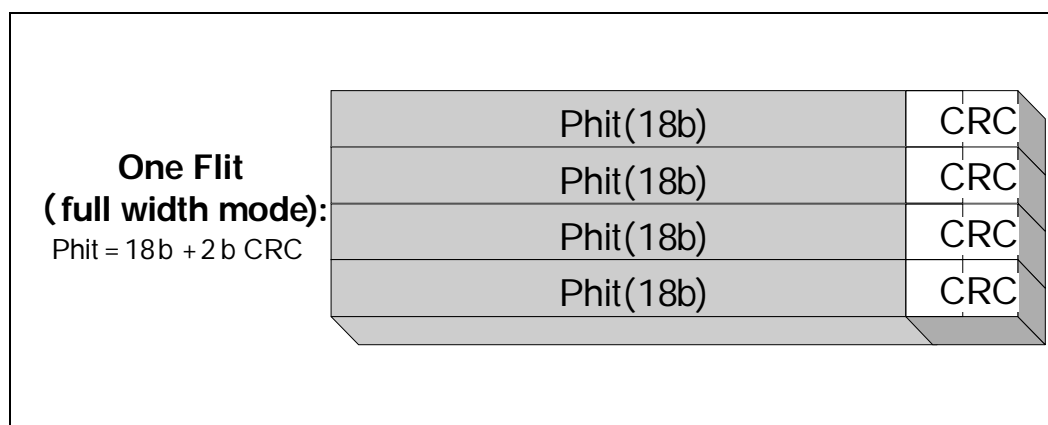 One Flit
(full width mode):
Phit = 18b + 2b CRC
Phit(18b) CRC
Phit(18b) CRC
Phit(18b) CRC
Phit(18b) CRC